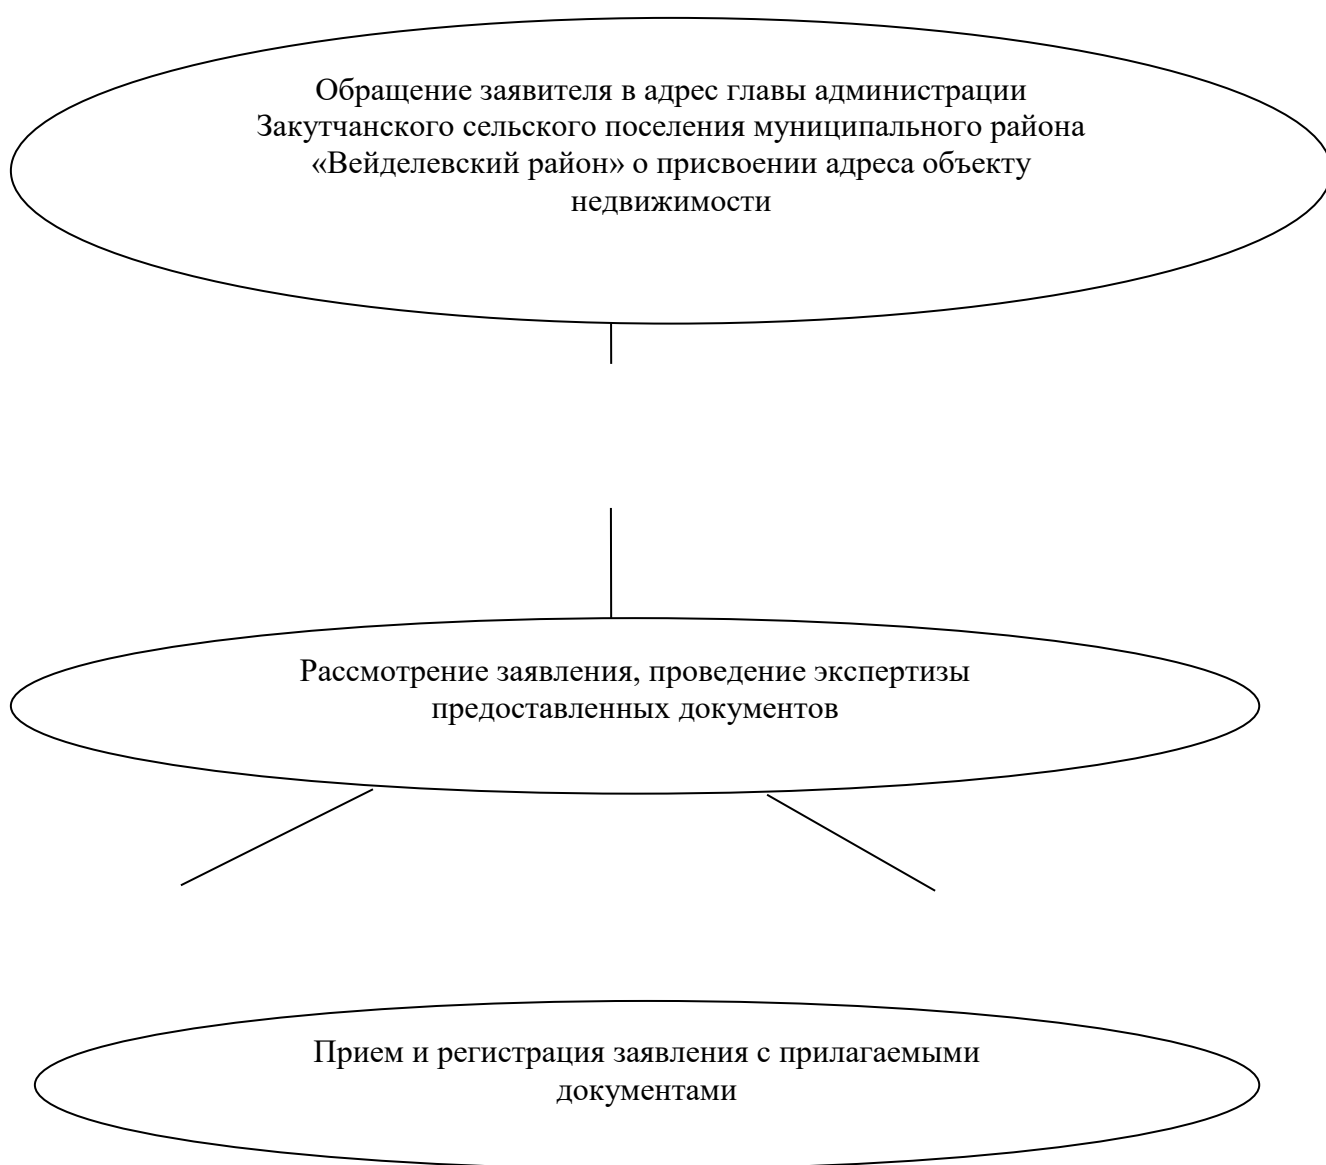 Обращение заявителя в адрес главы администрации
Закутчанского сельского поселения муниципального района
«Вейделевский район» о присвоении адреса объекту
недвижимости
Рассмотрение заявления, проведение экспертизы
предоставленных документов
Прием и регистрация заявления с прилагаемыми
документами